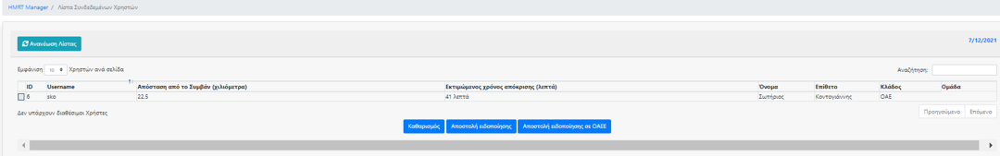 HMRT Manager / Λίστα Συνδεδεμένων Χρηστών
Ανανέωση Λίστας 7/12/2021
Εμφάνιση 10 Χρηστών ανά σελίδα Αναζήτηση:
ID Username Απόσταση από το Συμβάν (χιλιόμετρα) Εκτιμώμενος χρόνος απόκρισης (λεπτά) Όνομα Επίθετο Κλάδος Ομάδα
6 sko 22.5 41 λεπτά Σωτήριος Κοντογιάννης ΟΑΕ
Δεν υπάρχουν διαθέσιμοι Χρήστες Προηγούμενο Επόμενο
Καθαρισμός Αποστολή ειδοποίησης Αποστολή ειδοποίησης σε ΟΑΕΕ